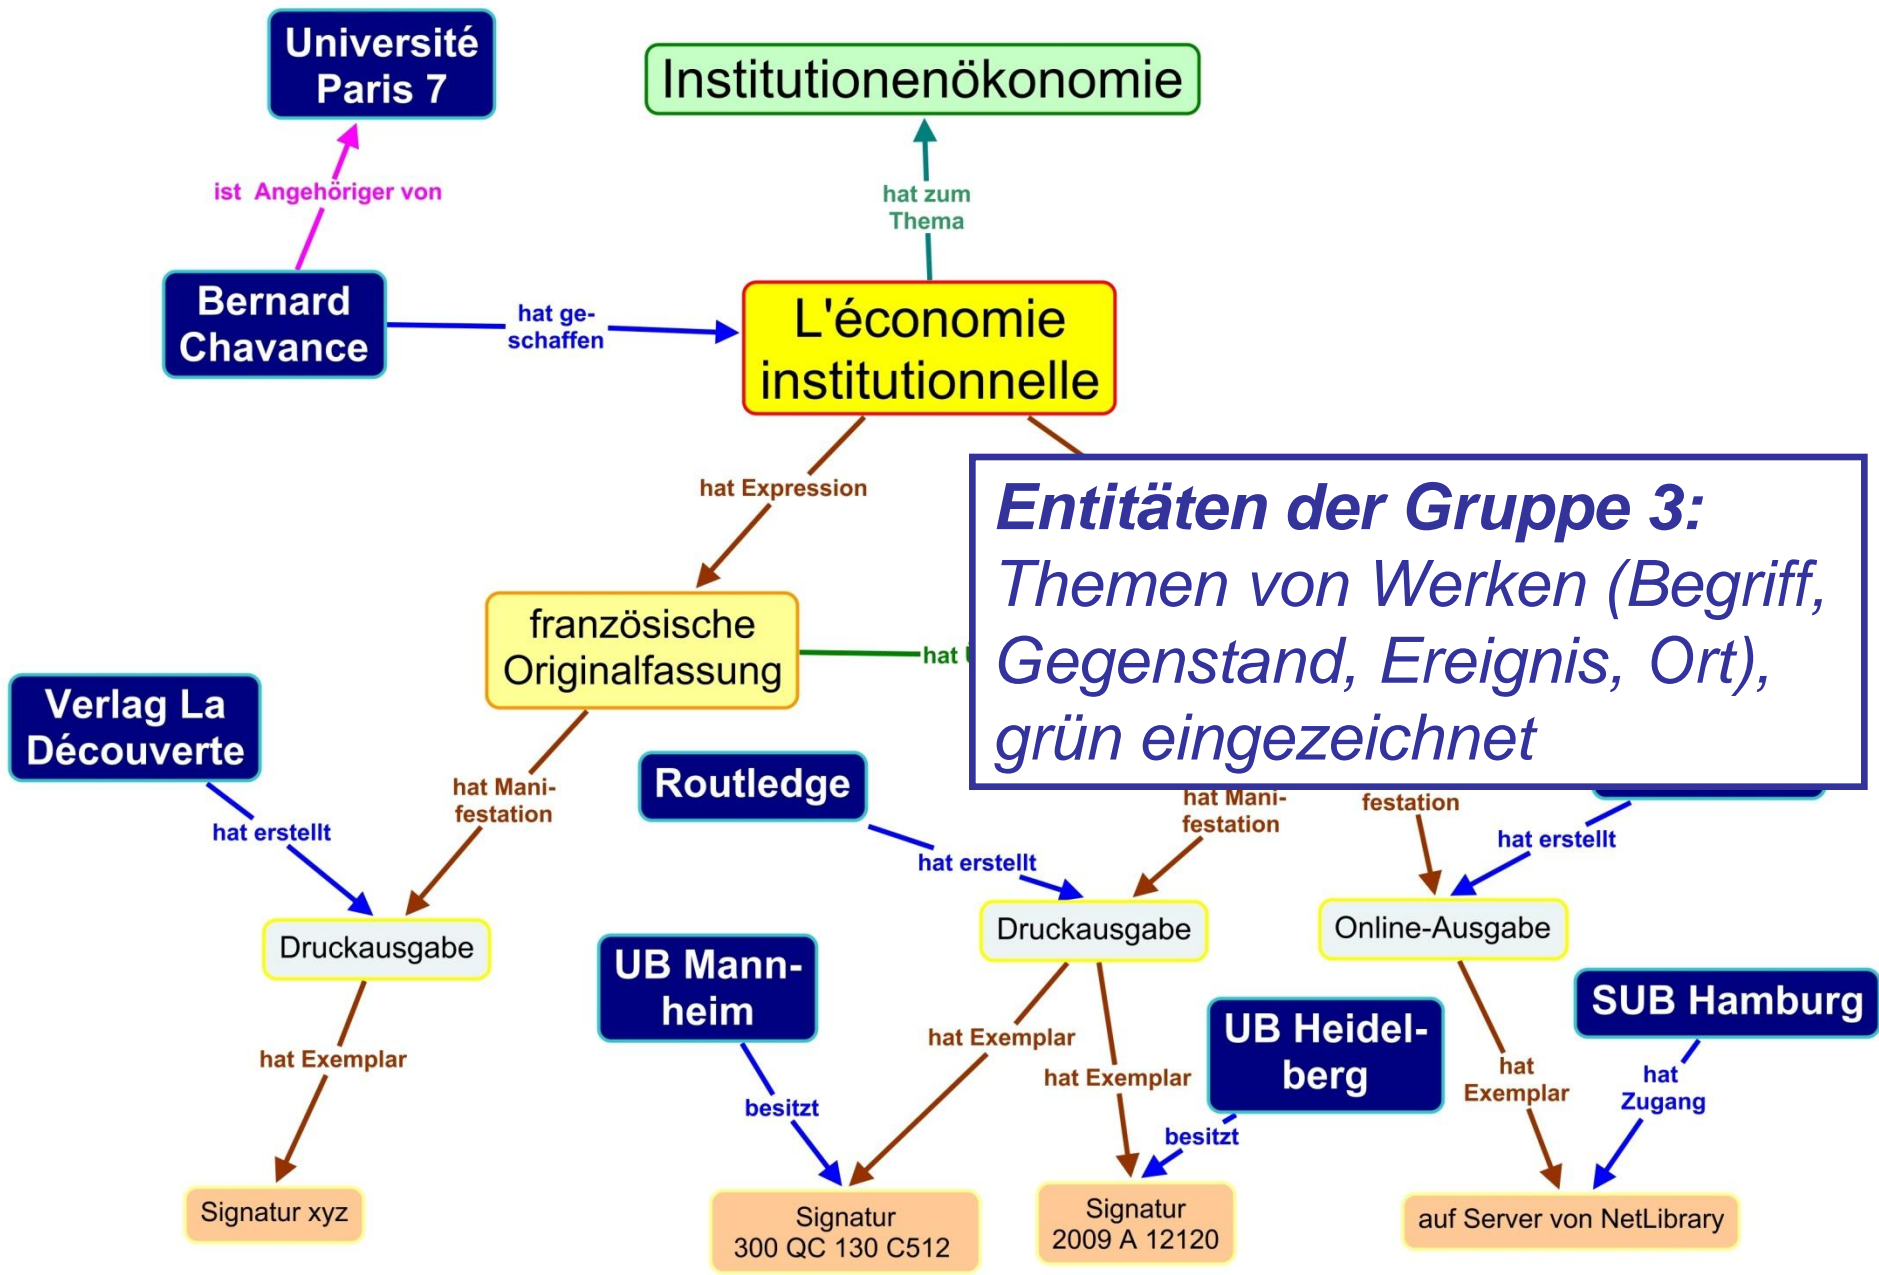 Université
Paris 7
Institutionenökonomie
ist Angehöriger von
hat zum
Thema
Bernard
Chavance
hat ge-
schaffen
L'économie
institutionnelle
hat Expression
Entitäten der Gruppe 3:
Themen von Werken (Begriff,
Gegenstand, Ereignis, Ort),
grün eingezeichnet
französische
Originalfassung
hat
Verlag La
Découverte
Routledge
hat Mani-
festation
hat Mani-
festation
festation
hat erstellt
hat erstellt
hat erstellt
Druckausgabe
Druckausgabe
Online-Ausgabe
UB Mann-
heim
UB Heidel-
berg
SUB Hamburg
hat Exemplar
hat Exemplar
hat Exemplar
hat
Exemplar
hat
Zugang
besitzt
besitzt
Signatur xyz
Signatur
300 QC 130 C512
Signatur
2009 A 12120
auf Server von NetLibrary